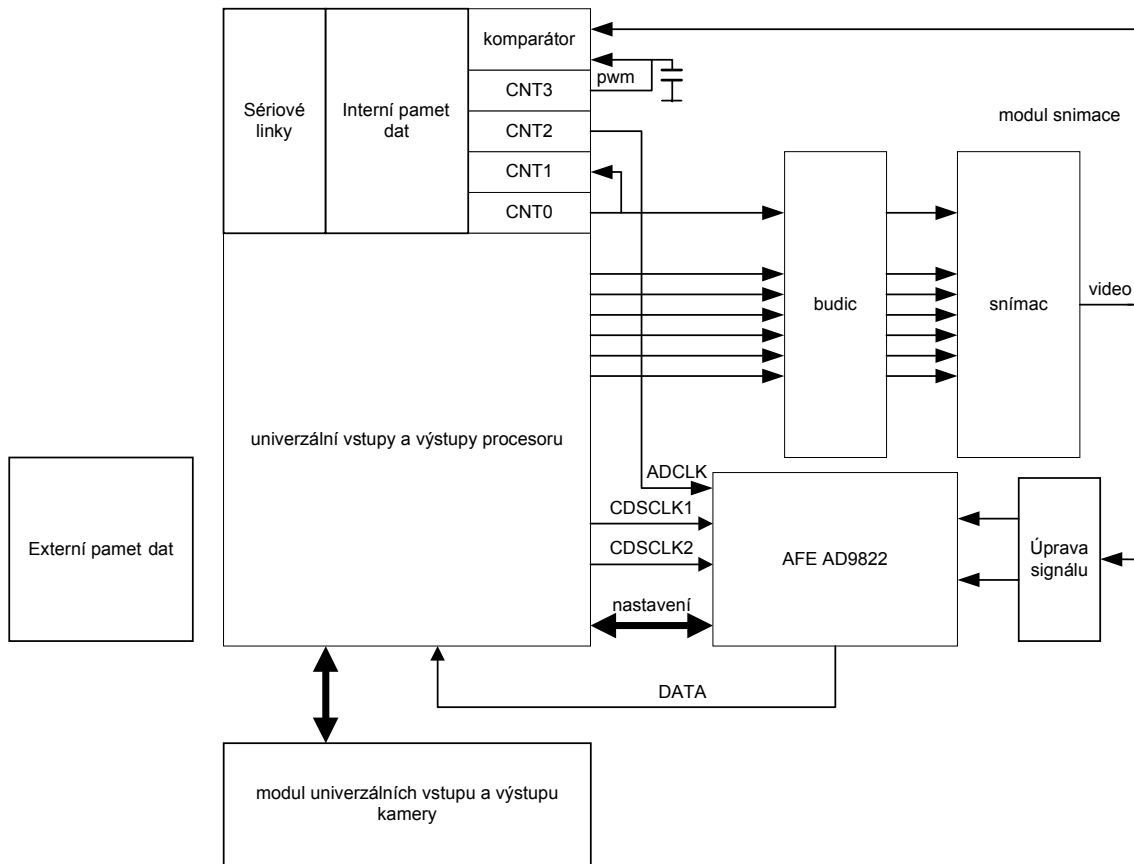 komparátor
pwm
CNT3
Sériové
linky
Interní pamet
dat
CNT2
modul snimace
CNT1
CNT0
budic
snímac
video
univerzální vstupy a výstupy procesoru
ADCLK
CDSCLK1
Externí pamet dat
CDSCLK2
AFE AD9822
Úprava
signálu
nastavení
DATA
modul univerzálních vstupu a výstupu
kamery